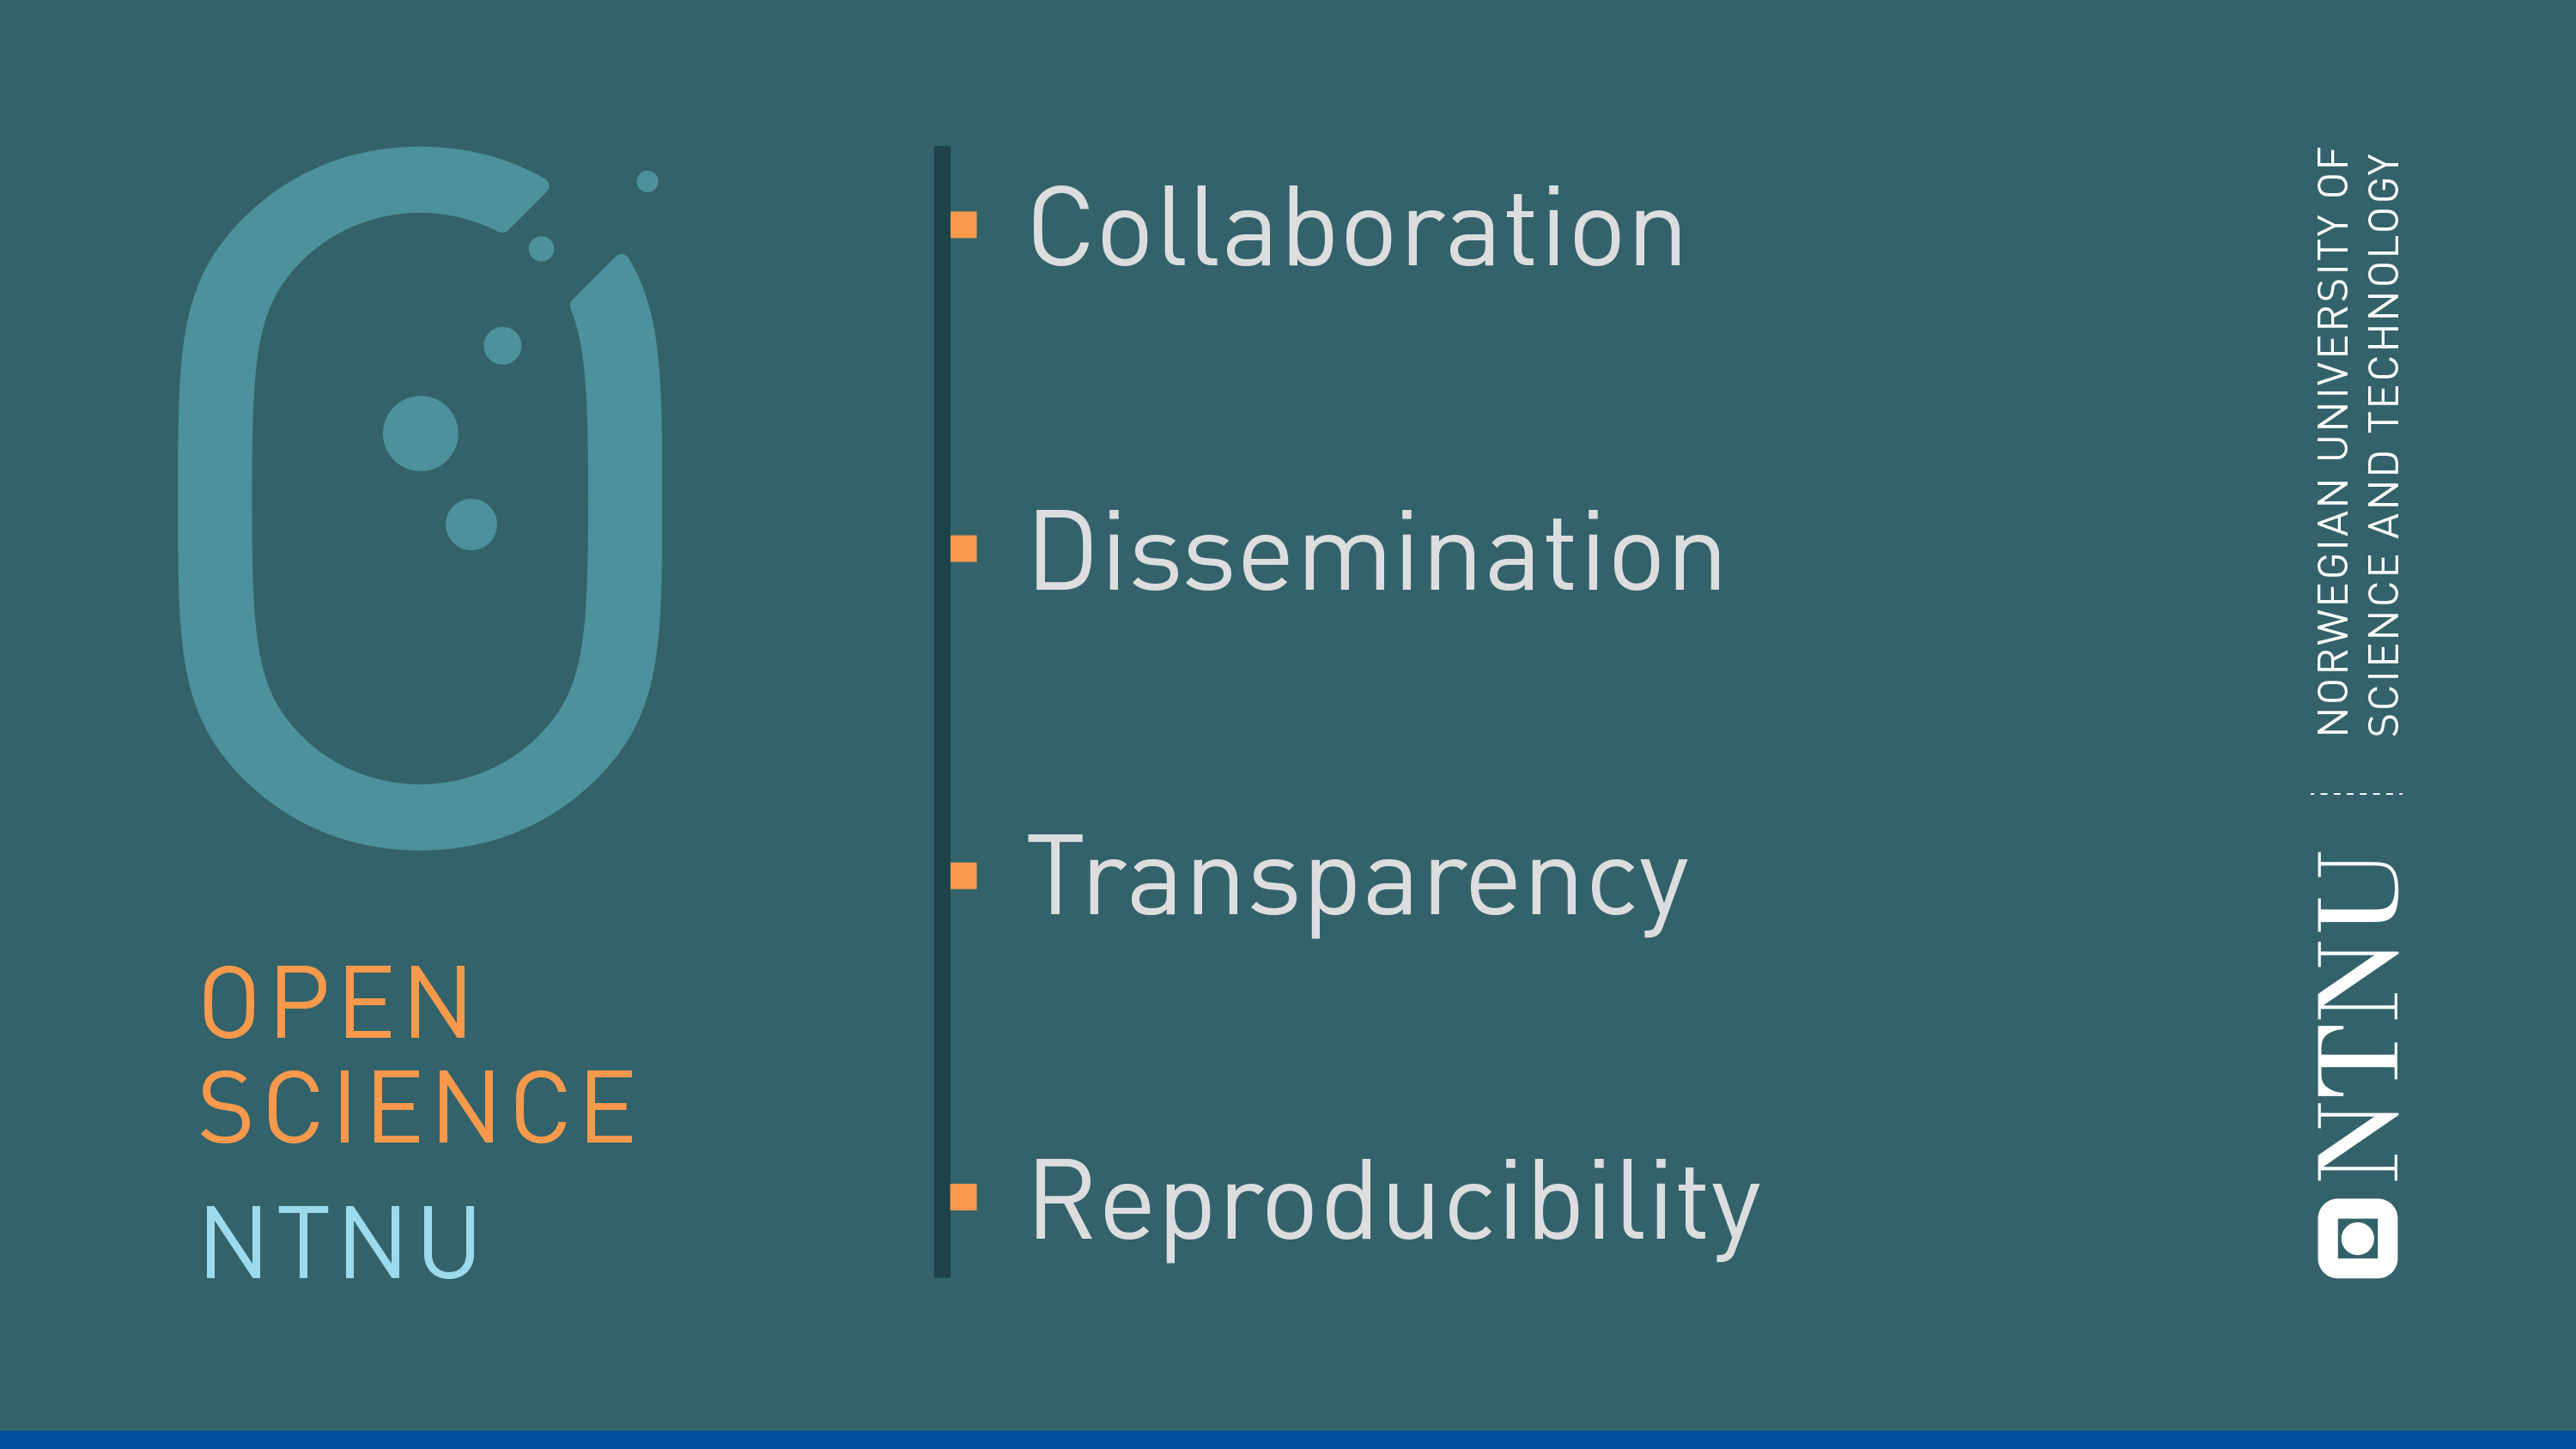 OPEN
SCIENCE
NTNU
Collaboration
Dissemination
Transparency
Reproducibility
NORWEGIAN UNIVERSITY OF
SCIENCE AND TECHNOLOGY
NTNU